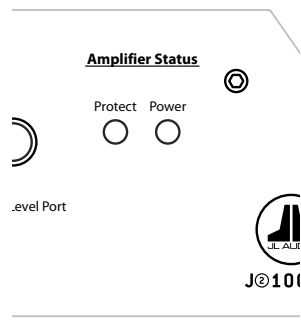 Amplifier Status
Protect Power
Level Port
JL AUD
J②100